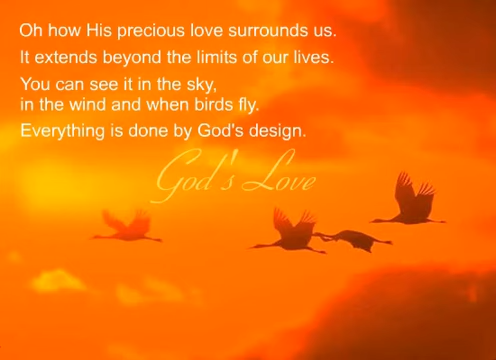 Oh how His precious love surrounds us.
It extends beyond the limits of our lives.
You can see it in the sky,
in the wind and when birds fly.
Everything is done by God's design.
God's Love